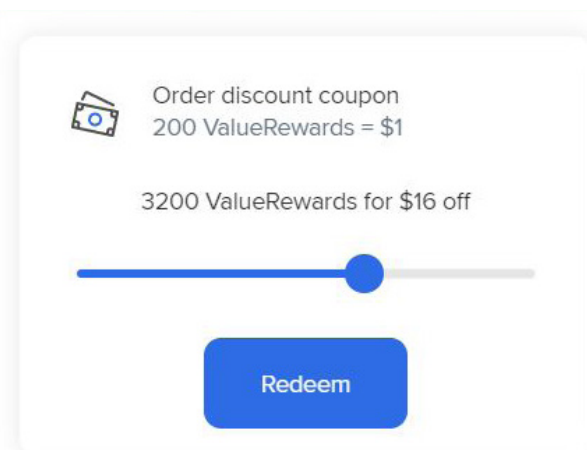 Order discount coupon
200 ValueRewards = $1
3200 ValueRewards for $16 off
Redeem